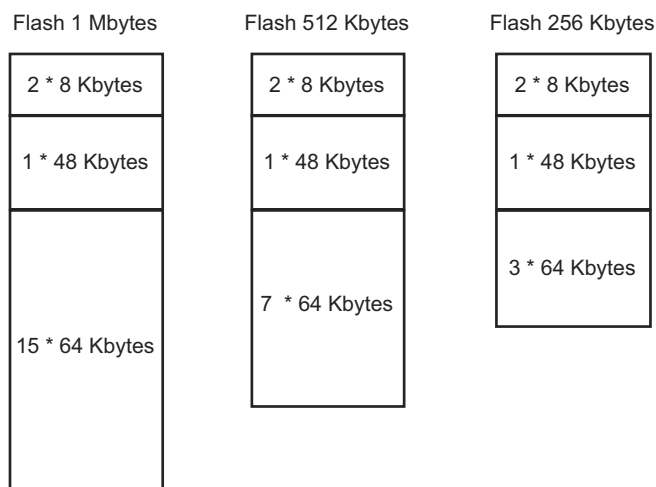 Flash 1 Mbytes
2 * 8 Kbytes
1 * 48 Kbytes
15 * 64 Kbytes
Flash 512 Kbytes
2 * 8 Kbytes
1 * 48 Kbytes
7 * 64 Kbytes
Flash 256 Kbytes
2 * 8 Kbytes
1 * 48 Kbytes
3 * 64 Kbytes